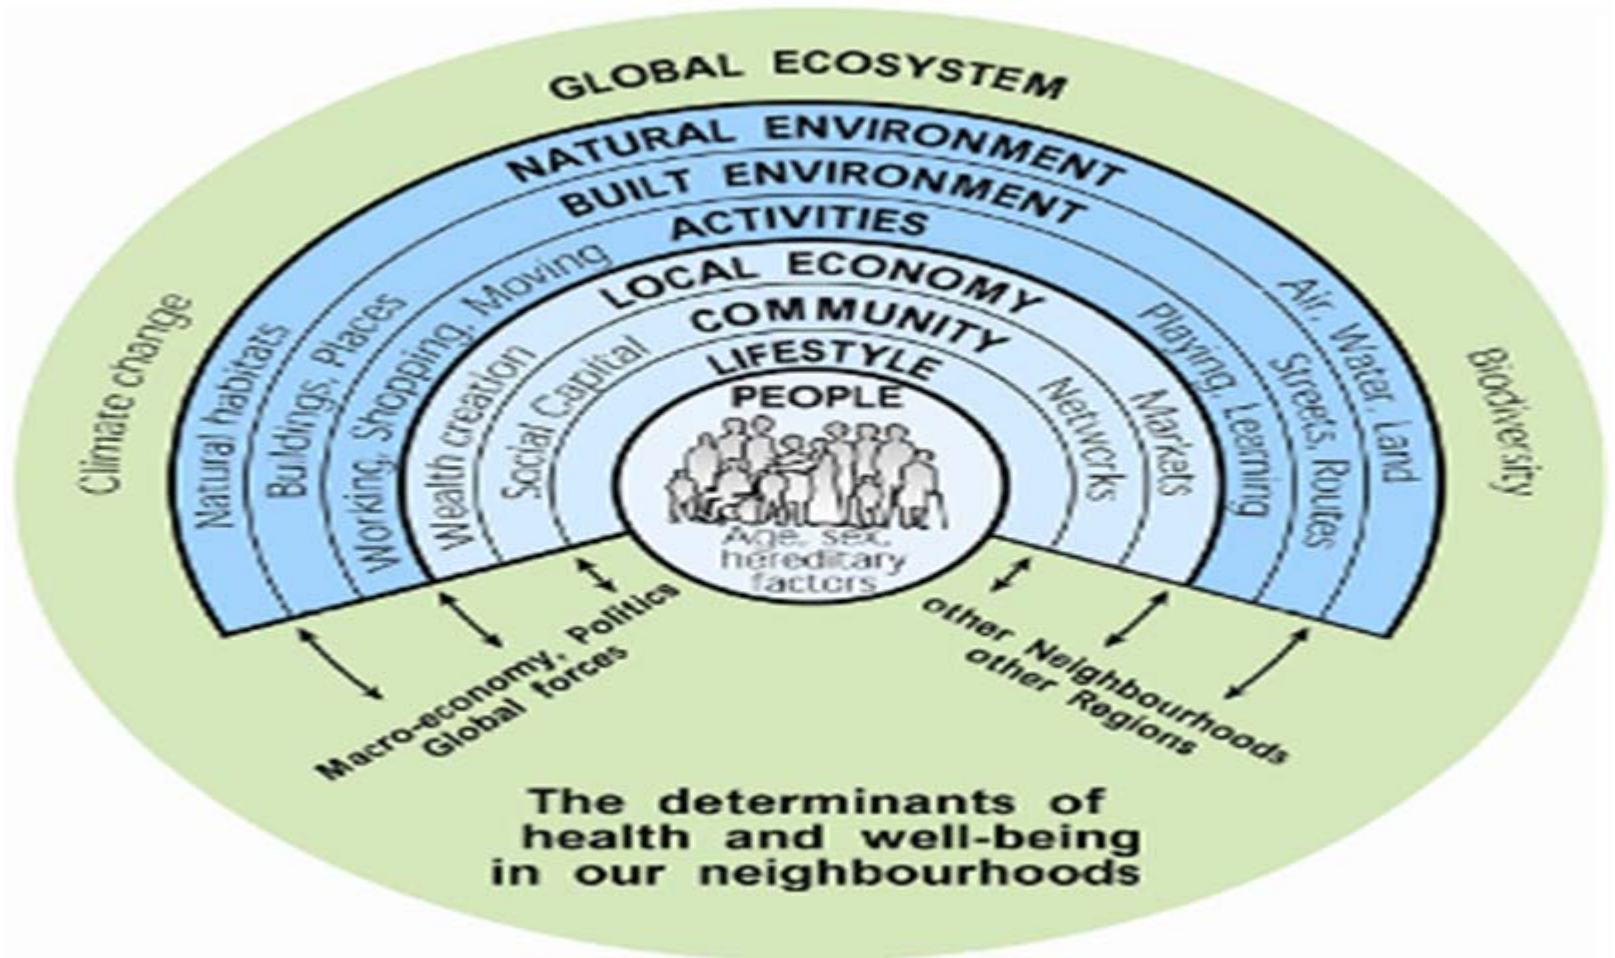 GLOBAL ECOSYSTEM
NATURAL ENVIRONMENT
BUILT ENVIRONMENT
ACTIVITIES
LOCAL ECONOMY
COMMUNITY
LIFESTYLE
PEOPLE
Age, sex,
hereditary
factors
Climate change
Natural habitats
Buildings, Places
Working, Shopping, Moving
Wealth creation
Social Capital
Networks
Markets
Playing, Learning
Streets, Routes
Air, Water, Land
Biodiversity
Macro-economy, Politics
Global forces
other Neighbourhoods
other Regions
The determinants of
health and well-being
in our neighbourhoods